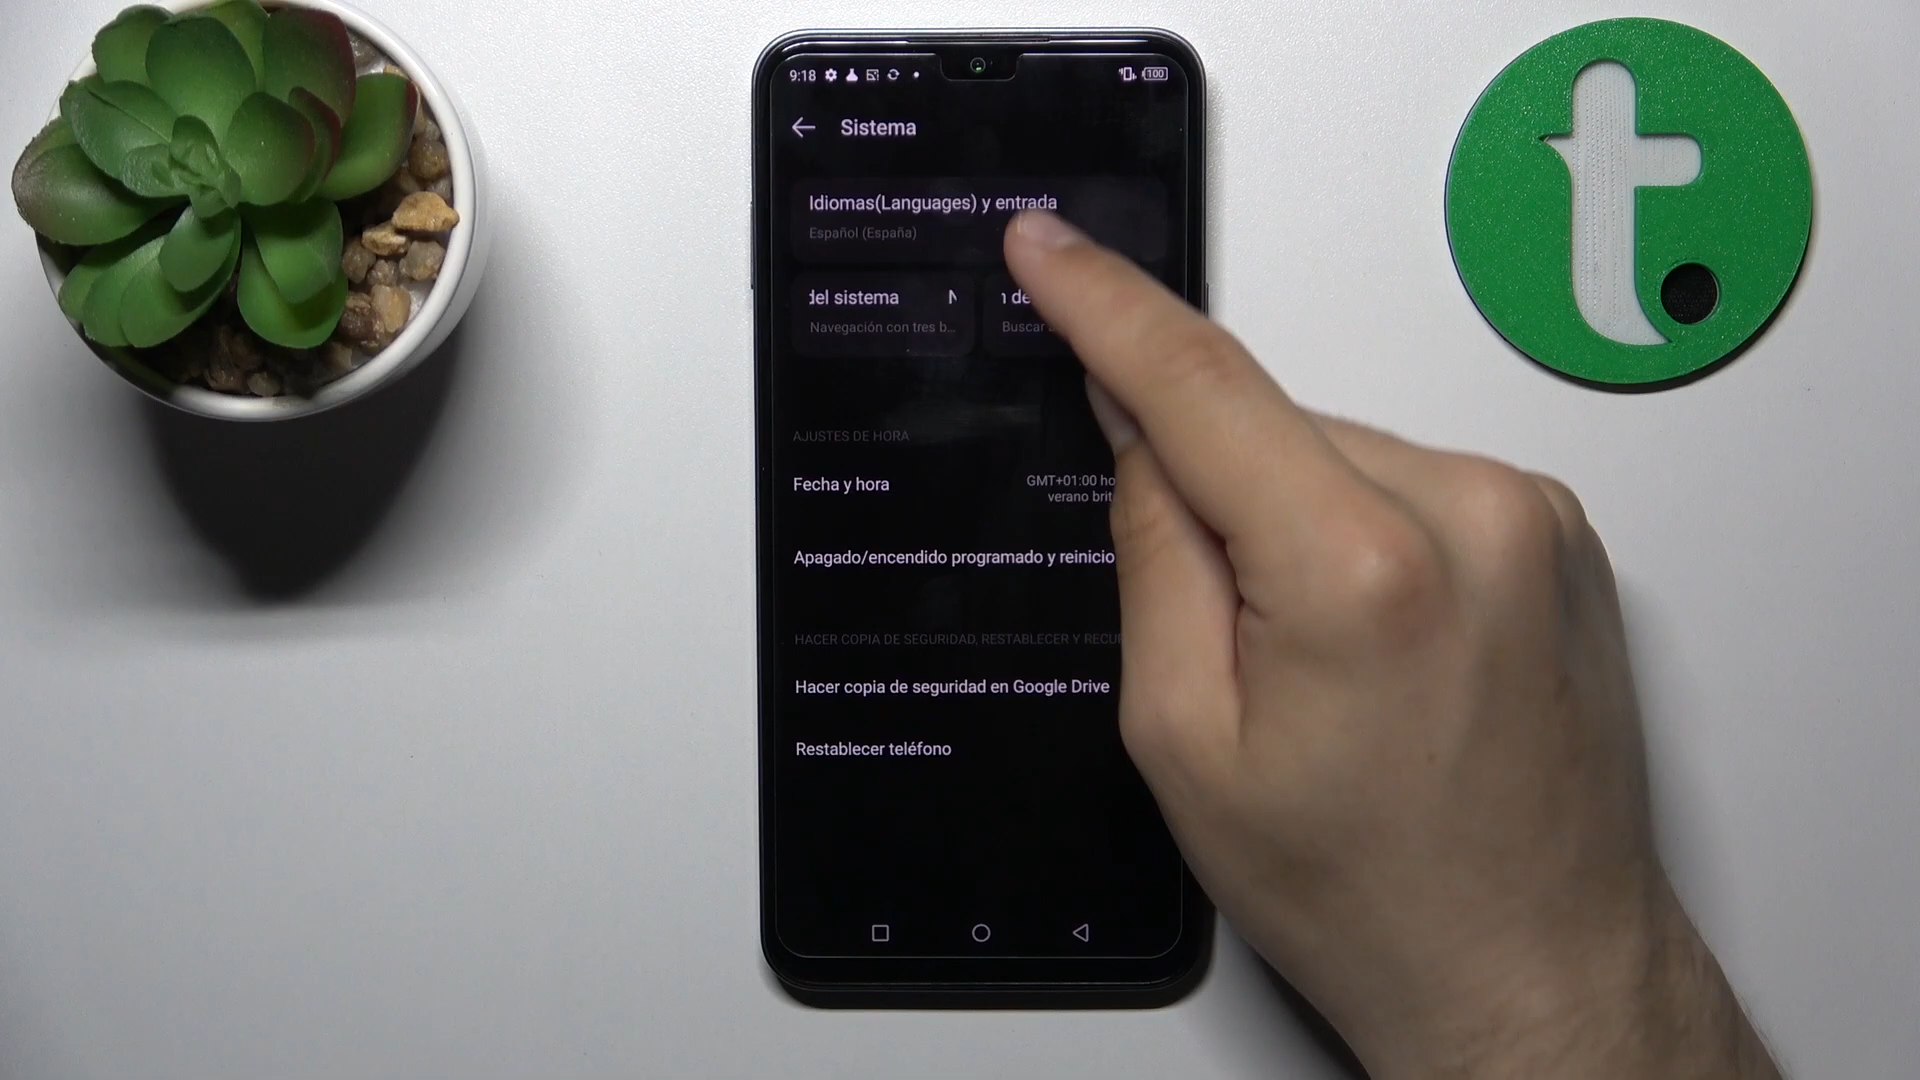 9:18
100
Sistema
Idiomas(Languages) y entrada
Español (España)
del sistema
Navegación con tres b...
de
Buscar
AJUSTES DE HORA
Fecha y hora
GMT+01:00 ho
verano brit
Apagado/encendido programado y reinicio
HACER COPIA DE SEGURIDAD, RESTABLECER Y RECU
Hacer copia de seguridad en Google Drive
Restablecer teléfono
t.